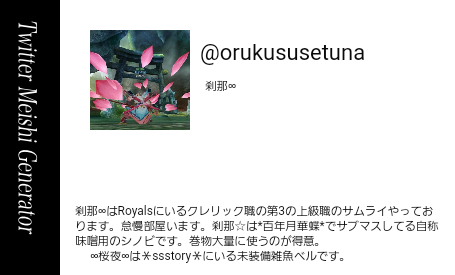 Twitter Meishi Generator
@orukususetuna
刹那∞
刹那∞はRoyalsにいるクレリック職の第3の上級職のサムライやってお
ります。怠慢部屋います。刹那☆は*百年月華蝶*でサブマスしてる自称
味噌用のシノビです。巻物大量に使うのが得意。
∞桜夜∞は＊ssstory＊にいる未装備雑魚ベルです。